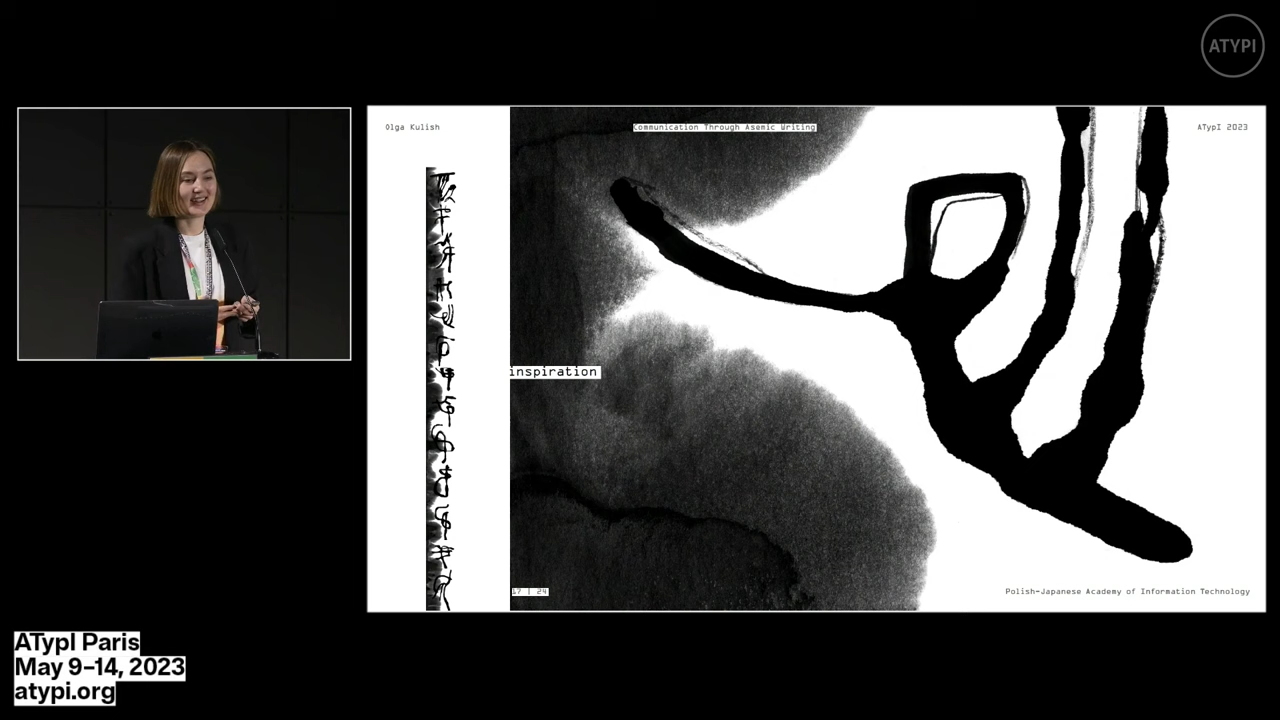 ATYPI
Olga Kulish
Communication Through Asemic Writing
ATypI 2023
inspiration
17 | 24
Polish-Japanese Academy of Information Technology
ATypI Paris
May 9–14, 2023
atypi.org